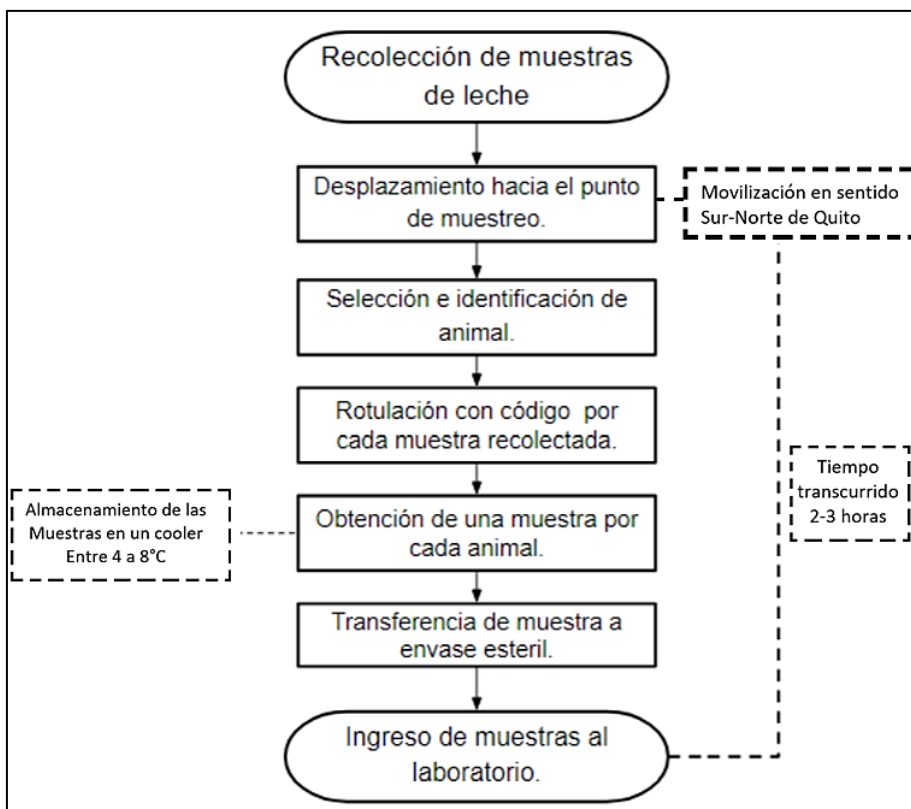 Recolección de muestras
de leche
Desplazamiento hacia el punto
de muestreo.
Movilización en sentido
Sur-Norte de Quito
Selección e identificación de
animal.
Rotulación con código por
cada muestra recolectada.
Tiempo
transcurrido
2-3 horas
Almacenamiento de las
Muestras en un cooler
Entre 4 a 8°C
Obtención de una muestra por
cada animal.
Transferencia de muestra a
envase esteril.
Ingreso de muestras al
laboratorio.